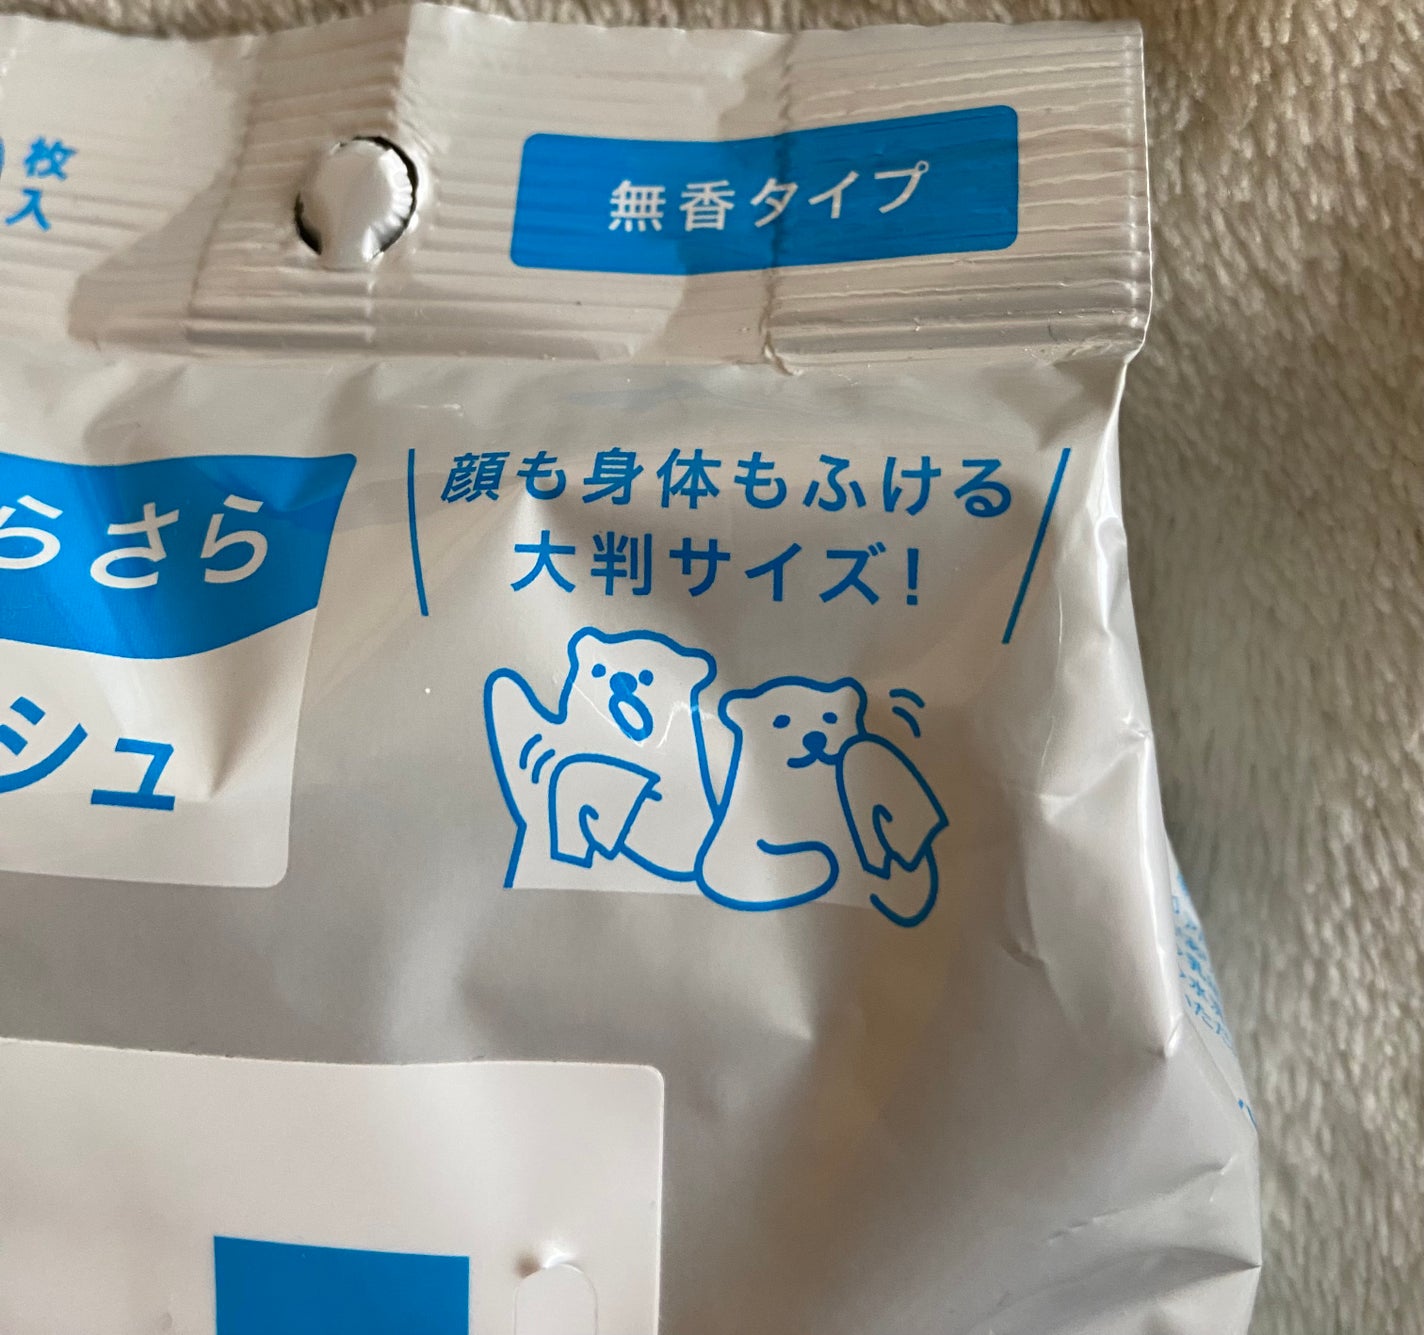 枚
入
無香タイプ
顔も身体もふける
大判サイズ!
らさら
シュ